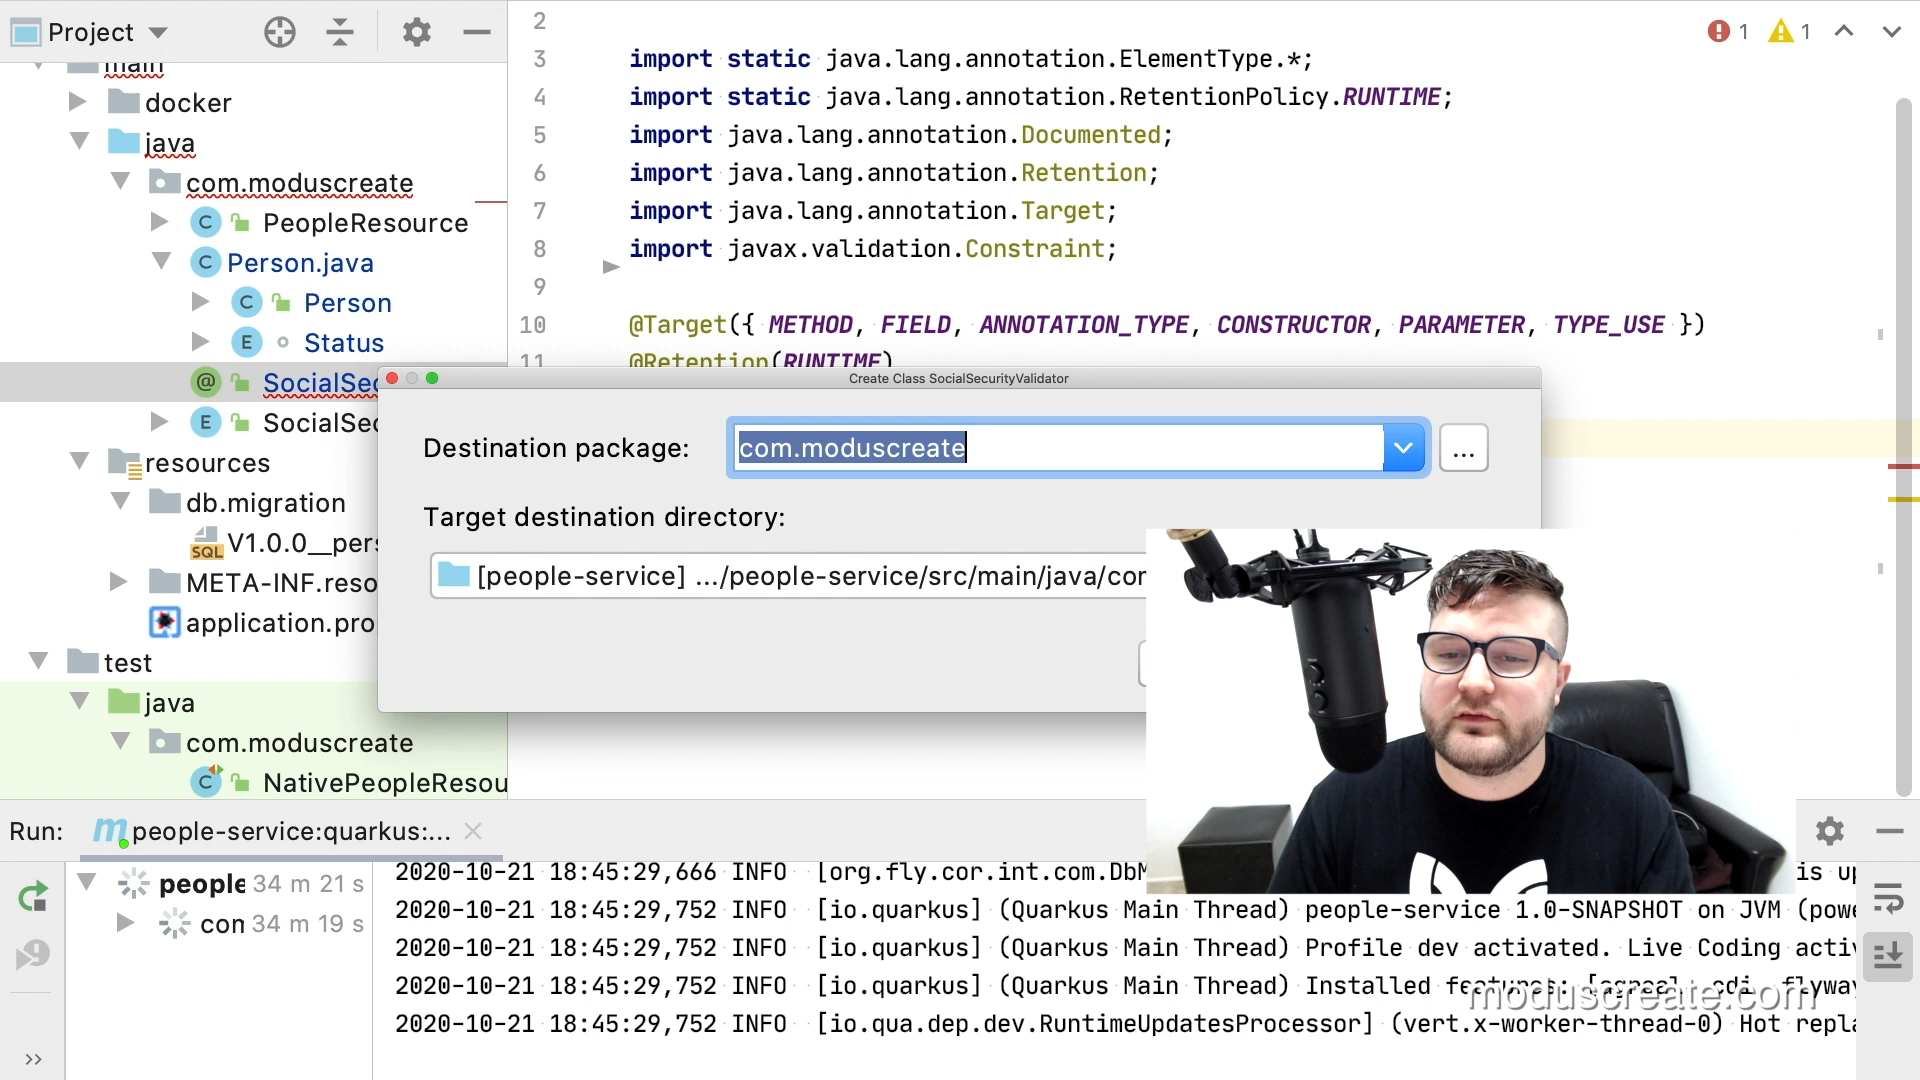 Project
main
docker
java
com.moduscreate
PeopleResource
Person.java
Person
Status
SocialSec
SocialSec
resources
db.migration
V1.0.0__pers
META-INF.reso
application.pro
test
java
com.moduscreate
NativePeopleResou
1 1
2
3 import static java.lang.annotation.ElementType.*;
4 import static java.lang.annotation.RetentionPolicy.RUNTIME;
5 import java.lang.annotation.Documented;
6 import java.lang.annotation.Retention;
7 import java.lang.annotation.Target;
8 import javax.validation.Constraint;
9
10 @Target({ METHOD, FIELD, ANNOTATION_TYPE, CONSTRUCTOR, PARAMETER, TYPE_USE })
11 @Retention(RUNTIME)
Create Class SocialSecurityValidator
Destination package: com.moduscreate ...
Target destination directory:
[people-service] .../people-service/src/main/java/com
Run: people-service:quarkus:...
people 34 m 21 s
con 34 m 19 s
2020-10-21 18:45:29,666 INFO [org.fly.cor.int.com.DbM is up
2020-10-21 18:45:29,752 INFO [io.quarkus] (Quarkus Main Thread) people-service 1.0-SNAPSHOT on JVM (powe
2020-10-21 18:45:29,752 INFO [io.quarkus] (Quarkus Main Thread) Profile dev activated. Live Coding activ
2020-10-21 18:45:29,752 INFO [io.quarkus] (Quarkus Main Thread) Installed features: [agroal, cdi, flyway
2020-10-21 18:45:29,752 INFO [io.qua.dep.dev.RuntimeUpdatesProcessor] (vert.x-worker-thread-0) Hot repla
moduscreate.com